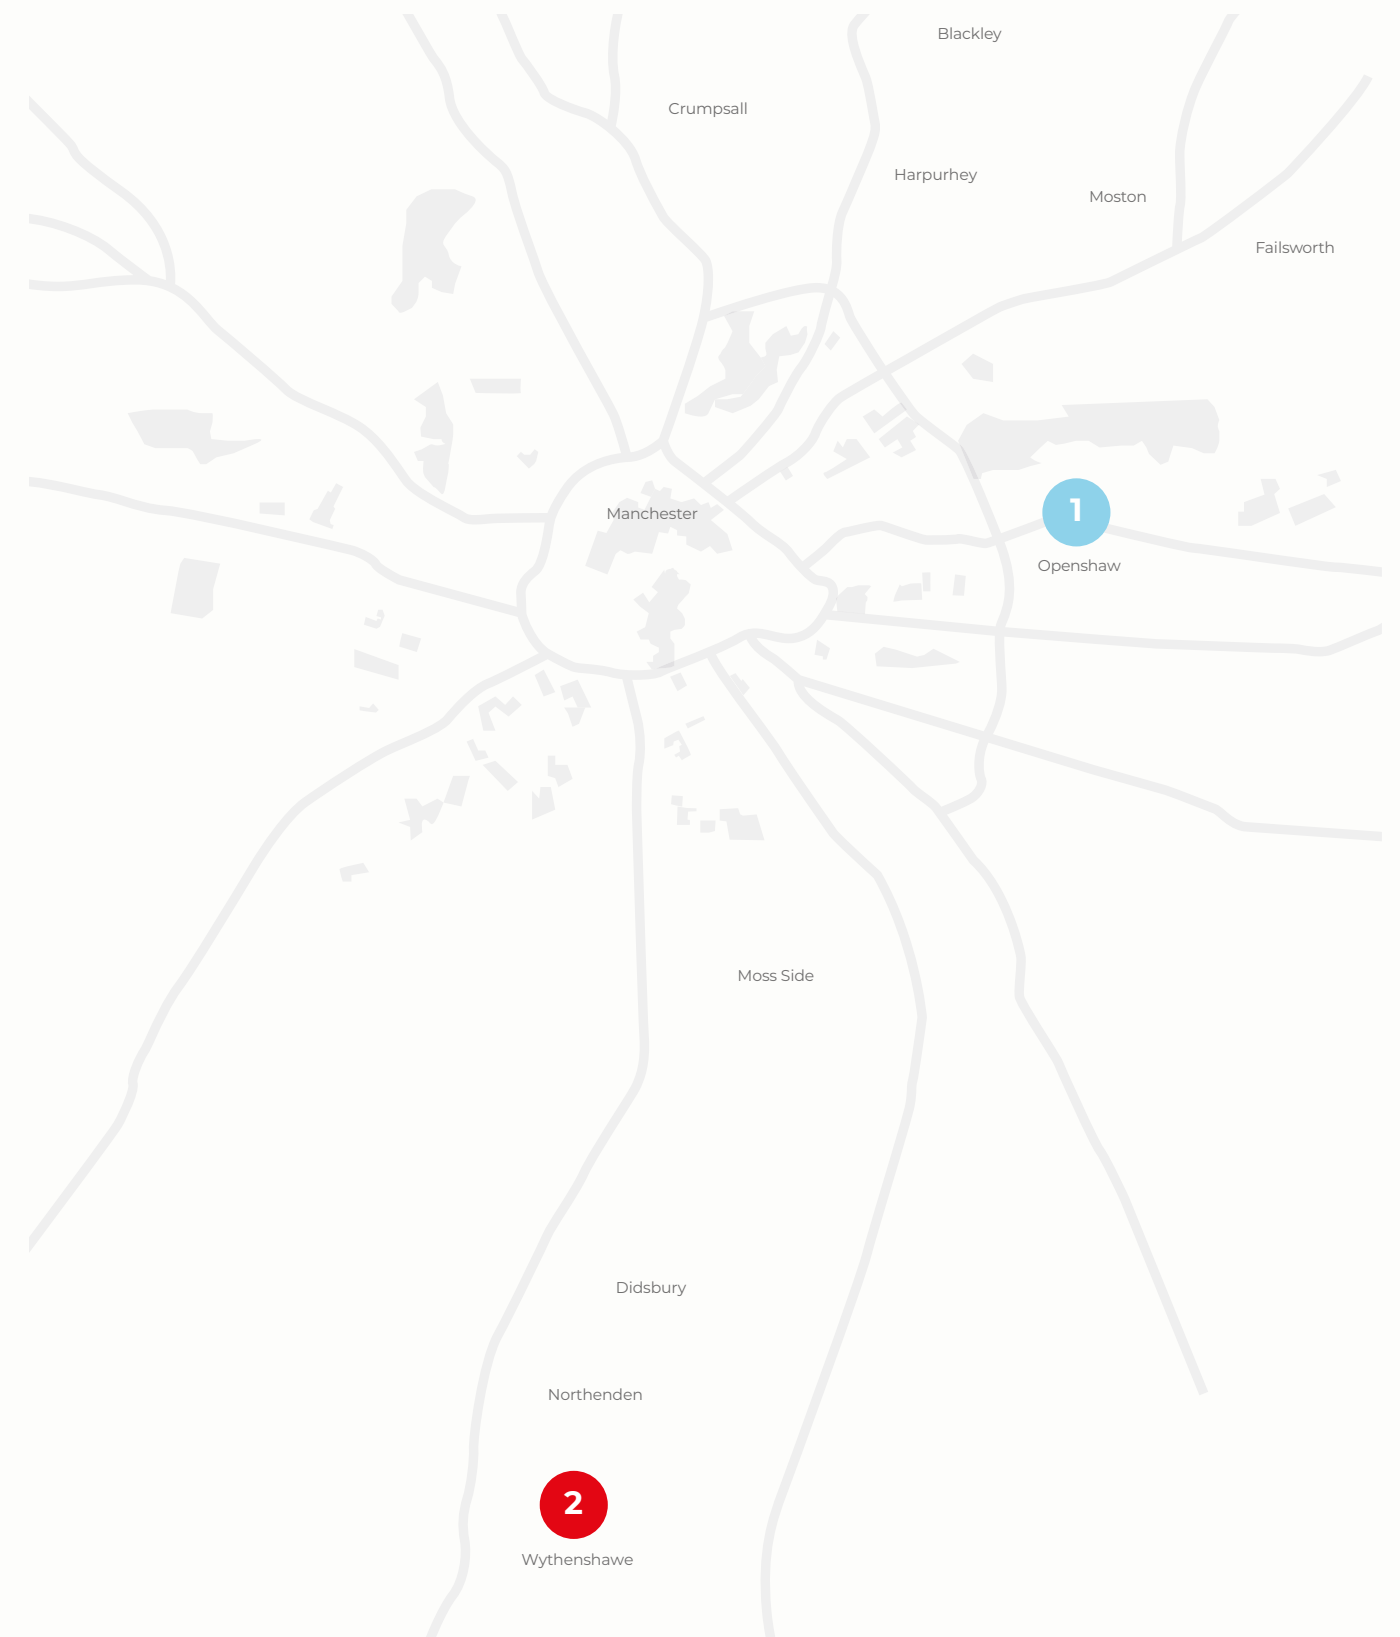 Blackley
Crumpsall
Harpurhey
Moston
Failsworth
Manchester
1
Openshaw
Moss Side
Didsbury
Northenden
2
Wythenshawe